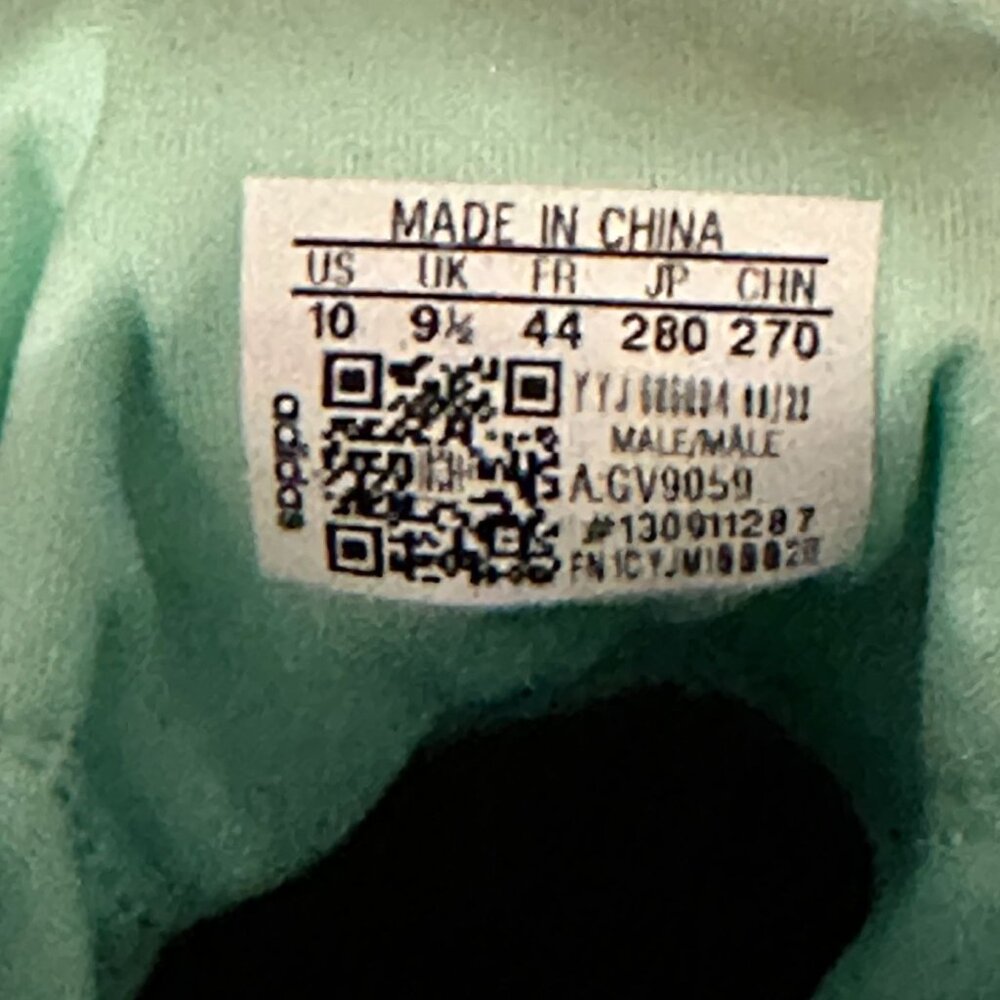 MADE IN CHINA
US UK FR JP CHN
10 9½ 44 280 270
YYJ
MALE/MÂLE
A:GV9059
#130911287
adidas